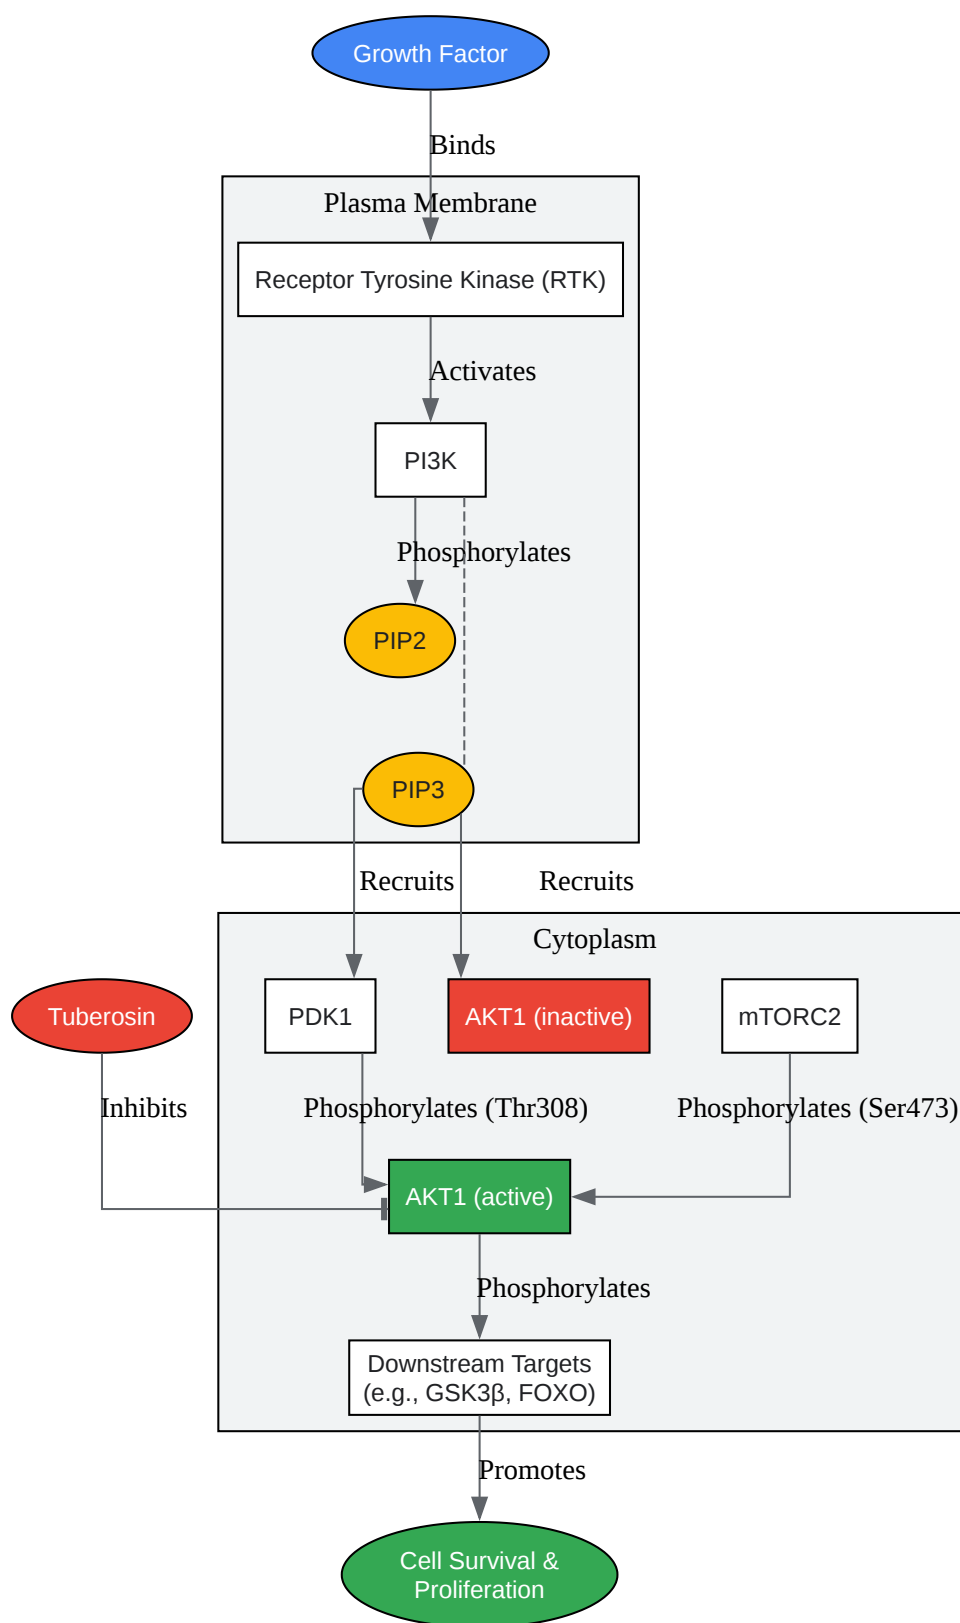 Growth Factor
Binds
Plasma Membrane
Receptor Tyrosine Kinase (RTK)
Activates
PI3K
Phosphorylates
PIP2
PIP3
Recruits
Recruits
Cytoplasm
Tuberosin
PDK1
AKT1 (inactive)
mTORC2
Inhibits
Phosphorylates (Thr308)
Phosphorylates (Ser473)
AKT1 (active)
Phosphorylates
Downstream Targets
(e.g., GSK3β, FOXO)
Promotes
Cell Survival &
Proliferation